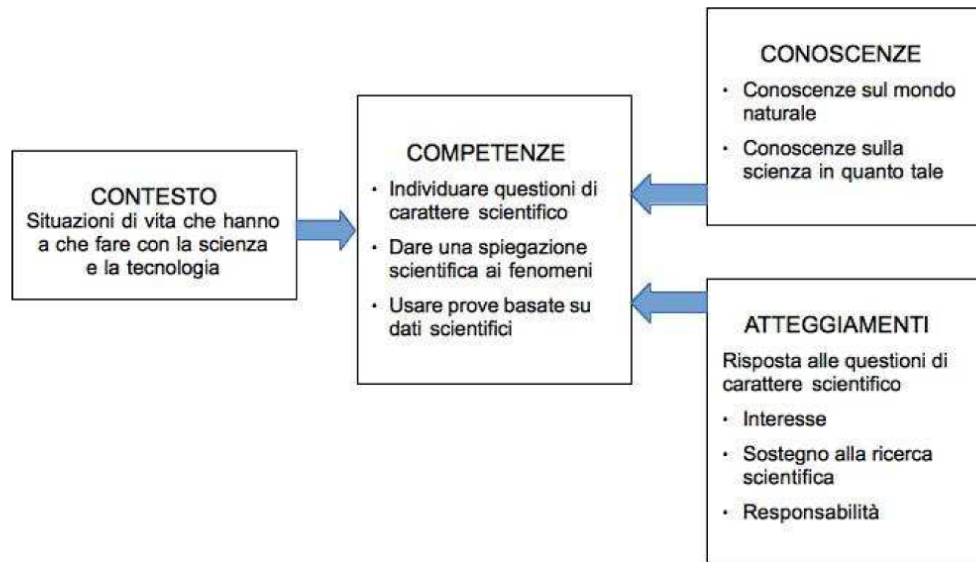 CONTESTO
Situazioni di vita che hanno
a che fare con la scienza
e la tecnologia
COMPETENZE
• Individuare questioni di
carattere scientifico
• Dare una spiegazione
scientifica ai fenomeni
• Usare prove basate su
dati scientifici
CONOSCENZE
• Conoscenze sul mondo
naturale
• Conoscenze sulla
scienza in quanto tale
ATTEGGIAMENTI
Risposta alle questioni di
carattere scientifico
• Interesse
• Sostegno alla ricerca
scientifica
• Responsabilità